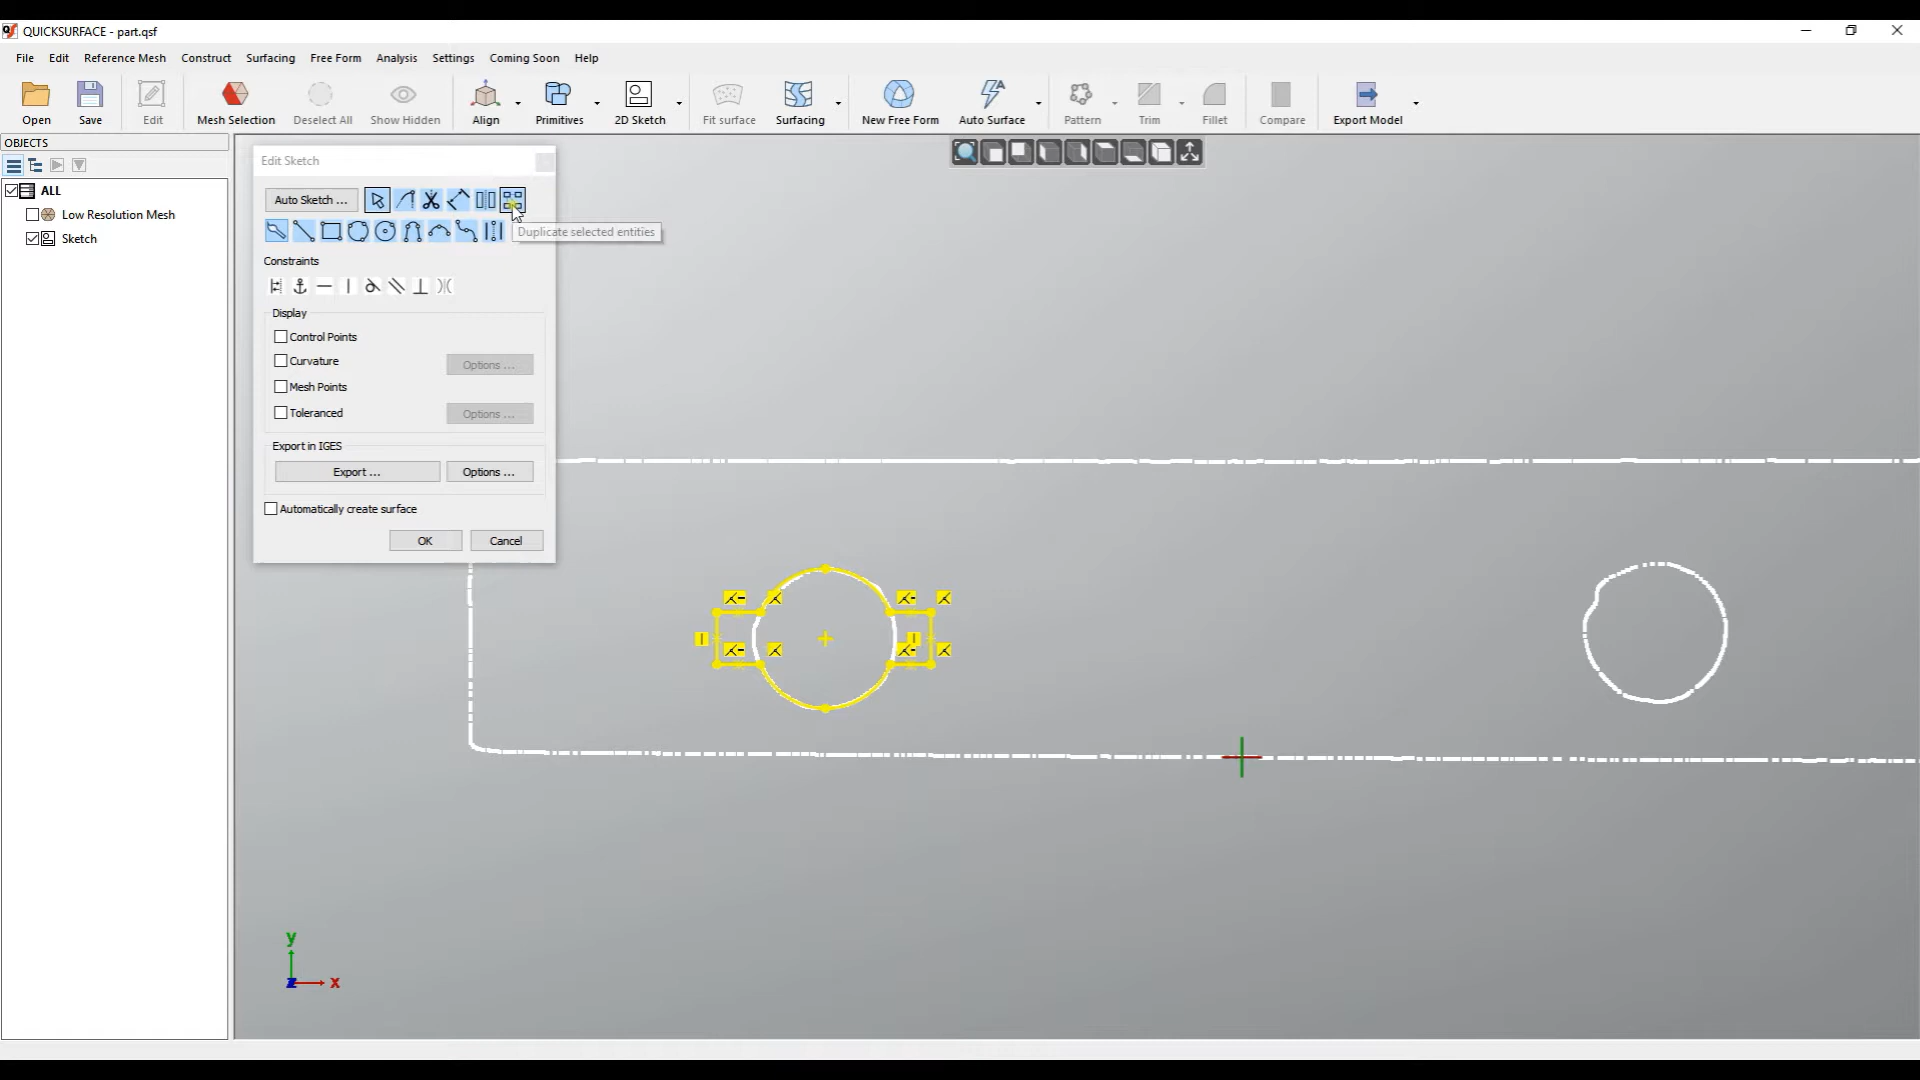 QUICKSURFACE - part.qsf
File Edit Reference Mesh Construct Surfacing Free Form Analysis Settings Coming Soon Help
Open Save Edit Mesh Selection Deselect All Show Hidden Align Primitives 2D Sketch Fit surface Surfacing New Free Form Auto Surface Pattern Trim Fillet Compare Export Model
OBJECTS
ALL
Low Resolution Mesh
Sketch
Edit Sketch
Auto Sketch ...
Duplicate selected entities
Constraints
Display
Control Points
Curvature Options ...
Mesh Points
Toleranced Options ...
Export in IGES
Export ... Options ...
Automatically create surface
OK Cancel
y
z x